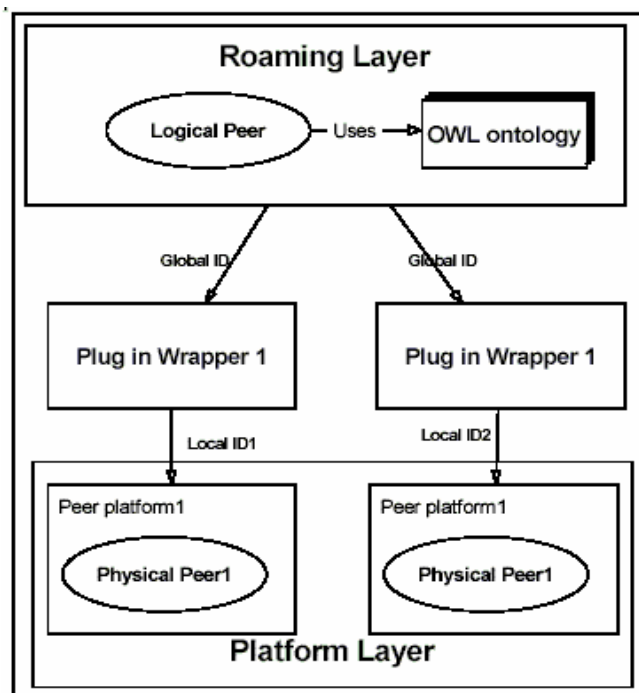 Roaming Layer
Logical Peer
Uses
OWL ontology
Global ID
Global ID
Plug in Wrapper 1
Plug in Wrapper 1
Local ID1
Local ID2
Peer platform1
Peer platform1
Physical Peer1
Physical Peer1
Platform Layer